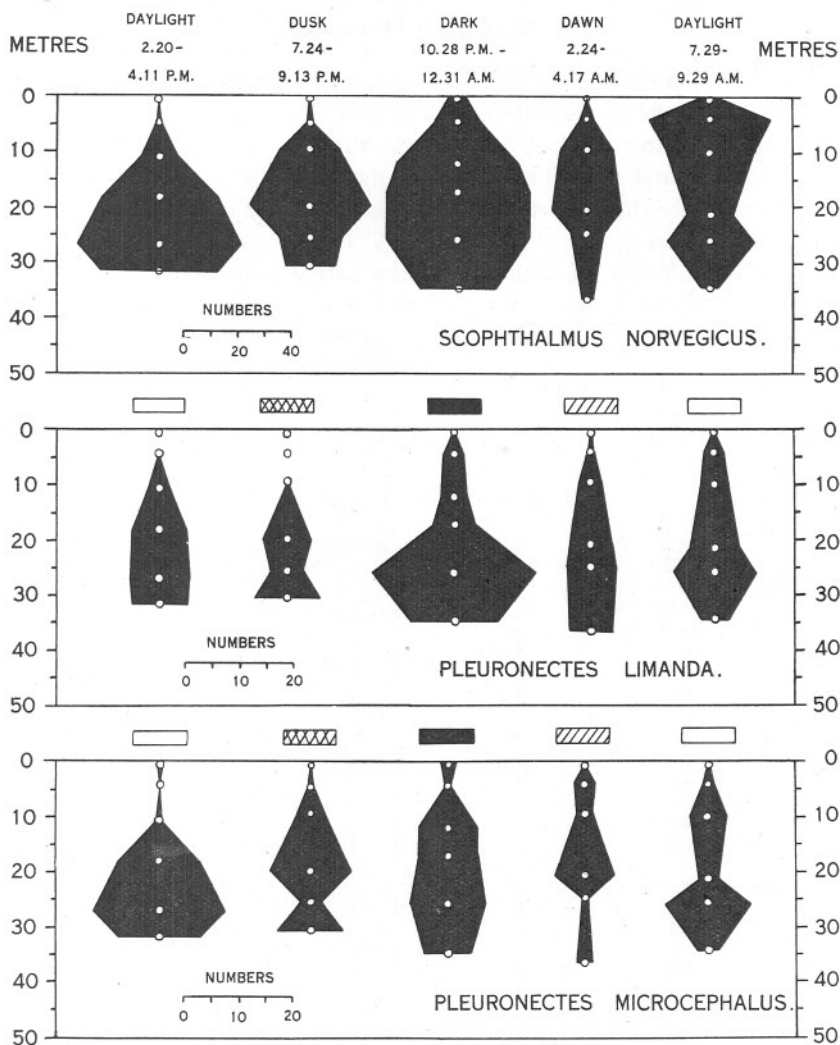 DAYLIGHT DUSK DARK DAWN DAYLIGHT
METRES 2.20- 7.24- 10.28 P.M. - 2.24- 7.29- METRES
4.11 P.M. 9.13 P.M. 12.31 A.M. 4.17 A.M. 9.29 A.M.
0 0
10 10
20 20
30 30
NUMBERS
40 0 20 40 SCOPHTHALMUS NORVEGICUS. 40
50 50
0 0
10 10
20 20
30 30
40 40
NUMBERS PLEURONECTES LIMANDA.
0 10 20
50 50
0 0
10 10
20 20
30 30
40 40
NUMBERS PLEURONECTES MICROCEPHALUS.
0 10 20
50 50